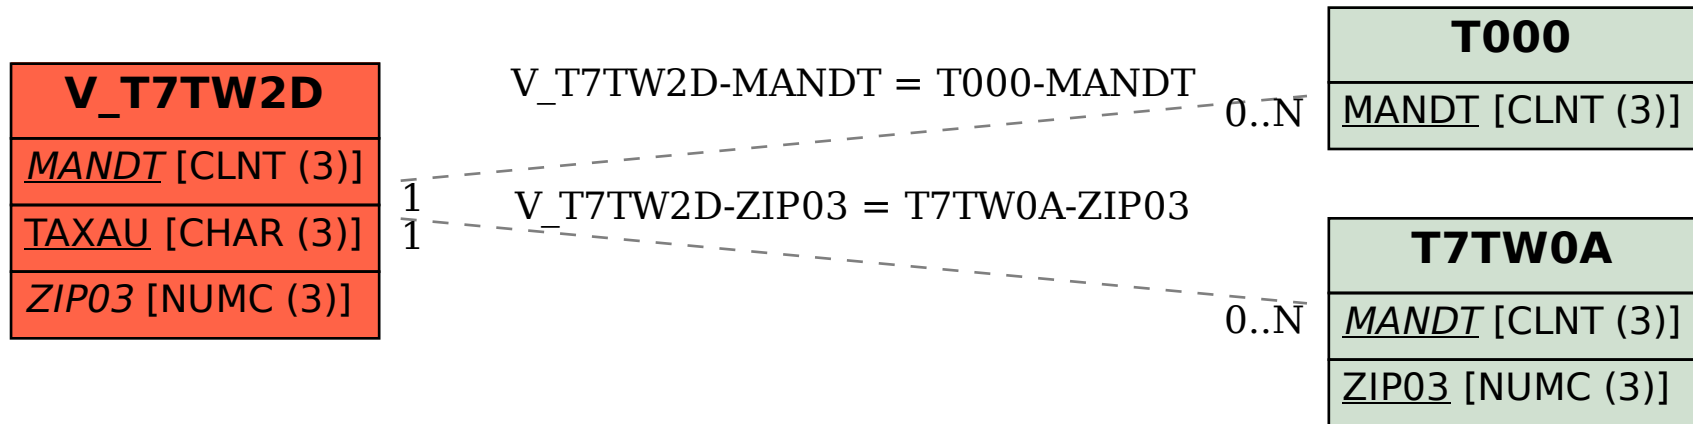 V_T7TW2D
MANDT [CLNT (3)]
TAXAU [CHAR (3)]
ZIP03 [NUMC (3)]
V_T7TW2D-MANDT = T000-MANDT
1
0..N
V_T7TW2D-ZIP03 = T7TW0A-ZIP03
1
0..N
T000
MANDT [CLNT (3)]
T7TW0A
MANDT [CLNT (3)]
ZIP03 [NUMC (3)]